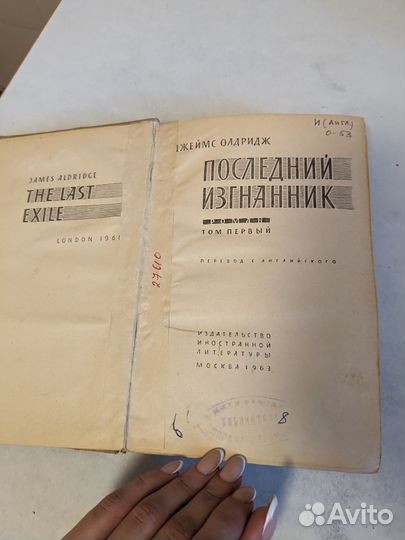 JAMES ALDRIDGE
THE LAST
EXILE
LONDON 1961
27610
И (АНГЛ)
О-53
ДЖЕЙМС ОЛДРИДЖ
ПОСЛЕДНИЙ
ИЗГНАННИК
РОМАН
ТОМ ПЕРВЫЙ
ПЕРЕВОД С АНГЛИЙСКОГО
ИЗДАТЕЛЬСТВО
ИНОСТРАННОЙ
ЛИТЕРАТУРЫ
МОСКВА 1963
БИБЛИОТЕКА
8
Avito